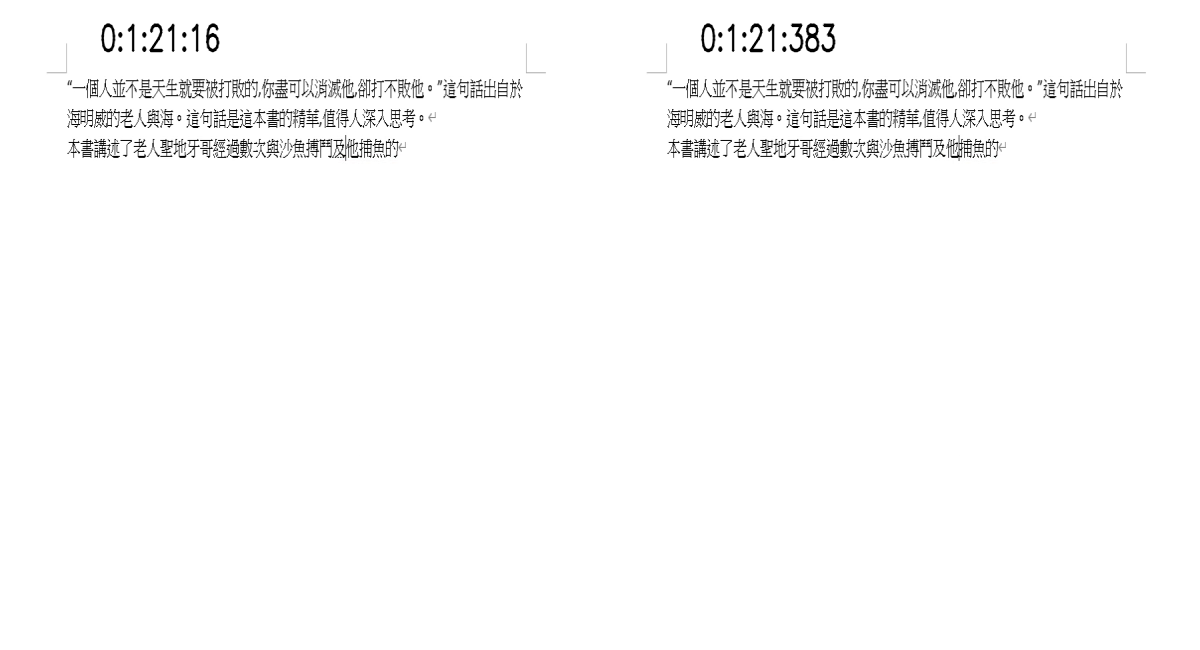 0:1:21:16
“一個人並不是天生就要被打敗的,你盡可以消滅他,卻打不敗他。”這句話出自於
海明威的老人與海。這句話是這本書的精華,值得人深入思考。
本書講述了老人聖地牙哥經過數次與沙魚搏鬥及他捕魚的
0:1:21:383
“一個人並不是天生就要被打敗的,你盡可以消滅他,卻打不敗他。”這句話出自於
海明威的老人與海。這句話是這本書的精華,值得人深入思考。
本書講述了老人聖地牙哥經過數次與沙魚搏鬥及他捕魚的